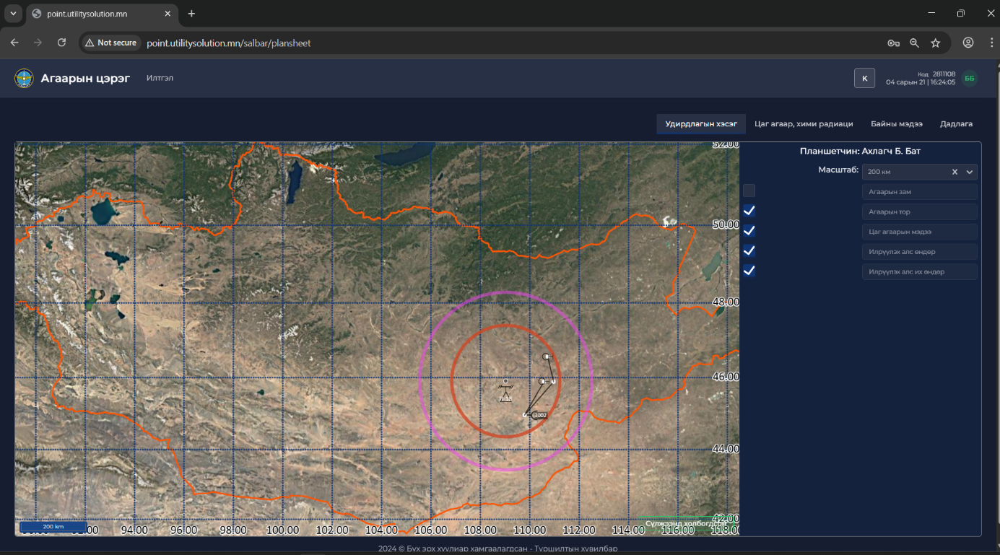 point.utilitysolution.mn
Not secure
point.utilitysolution.mn/salbar/plansheet
Агаарын цэрэг
Илтгэл
K
Код: 2811108
04 сарын 21 | 16:24:05
ББ
Удирдлагын хэсэг
Цаг агаар, хими радиаци
Байны мэдээ
Дадлага
Планшетчин: Ахлагч Б. Бат
Масштаб:
200 км
Агаарын зам
Агаарын тор
Цаг агаарын мэдээ
Илрүүлэх алс өндөр
Илрүүлэх алс их өндөр
52.00
50.00
48.00
46.00
3002
44.00
42.00
Сүлжээнд холбогдсон
200 km
94.00 96.00 98.00 100.00 102.00 104.00 106.00 108.00 110.00 112.00 114.00 116.00 118.00
2024 © Бүх эрх хуулиар хамгаалагдсан - Туршилтын хувилбар